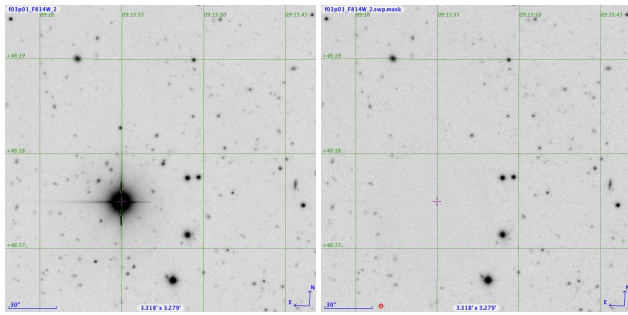 f03p01_F814W_2
09:16
09:15:55
09:15:50
09:15:45
+46.19
+46.18
+46.17
30"
3.318' x 3.279'
N
E
f03p01_F814W_2.swp.mask
09:16
09:15:55
09:15:50
09:15:45
+46.19
+46.18
+46.17
30"
3.318' x 3.279'
N
E